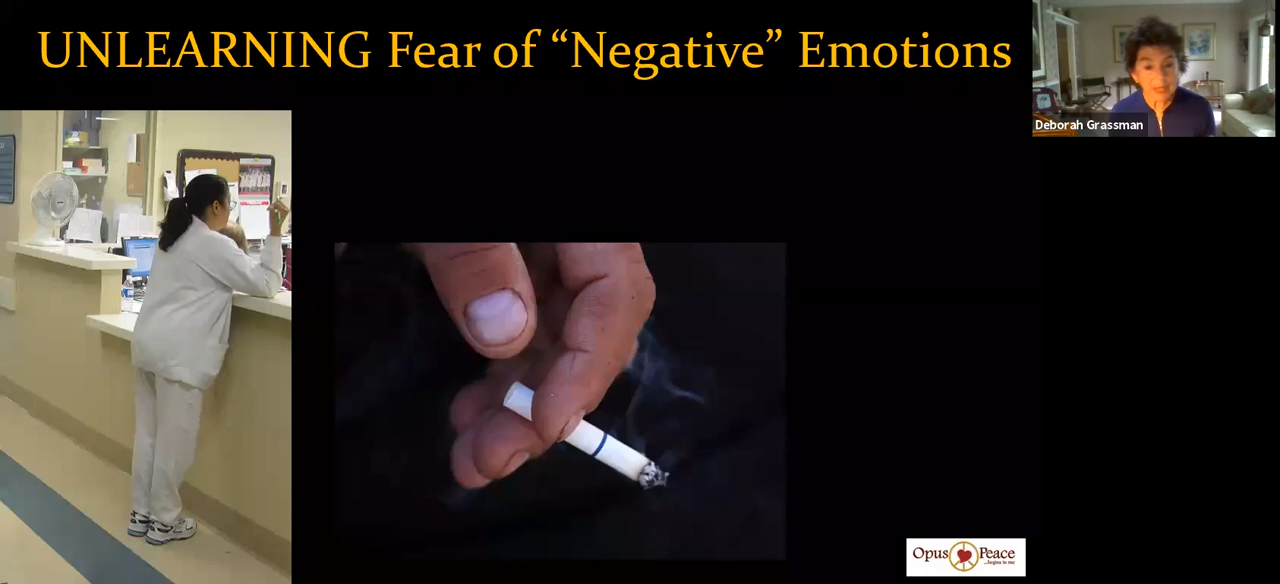 UNLEARNING Fear of “Negative” Emotions
Deborah Grassman
Opus Peace
...begins in me